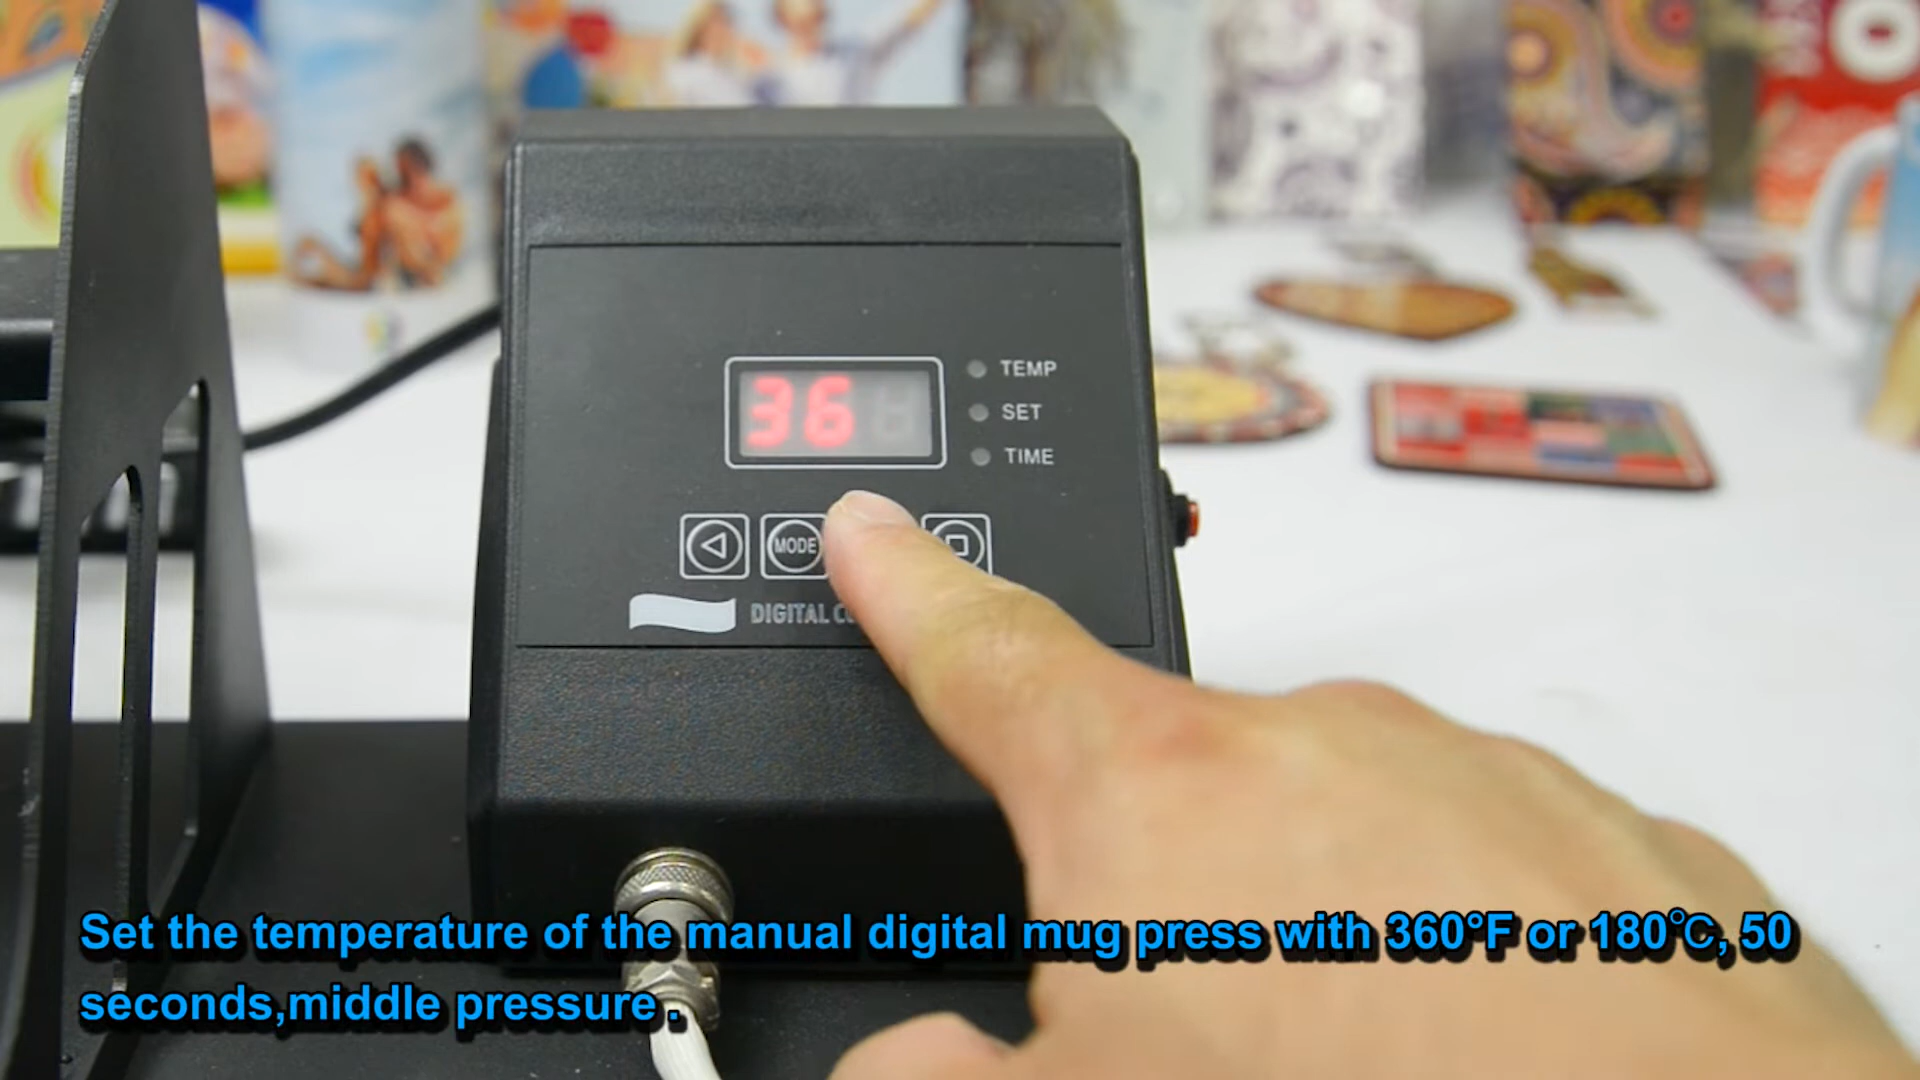 36
TEMP
SET
TIME
MODE
DIGITAL
Set the temperature of the manual digital mug press with 360°F or 180℃, 50
seconds,middle pressure .